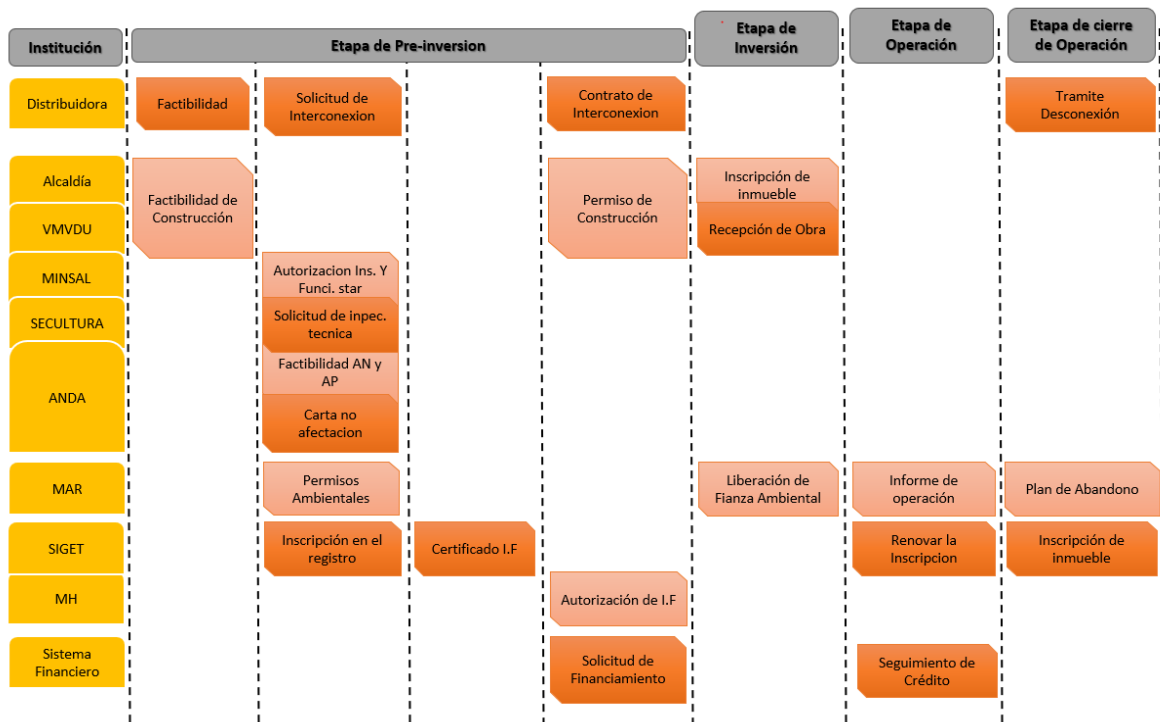 Institución
Etapa de Pre-inversion
Etapa de
Inversión
Etapa de
Operación
Etapa de cierre
de Operación
Distribuidora
Factibilidad
Solicitud de
Interconexion
Contrato de
Interconexion
Tramite
Desconexión
Alcaldía
Factibilidad de
Construcción
Permiso de
Construcción
Inscripción de
inmueble
VMVDU
Recepción de Obra
MINSAL
Autorizacion Ins. Y
Funci. star
SECULTURA
Solicitud de inpec.
tecnica
ANDA
Factibilidad AN y
AP
Carta no
afectacion
MAR
Permisos
Ambientales
Liberación de
Fianza Ambiental
Informe de
operación
Plan de Abandono
SIGET
Inscripción en el
registro
Certificado I.F
Renovar la
Inscripcion
Inscripción de
inmueble
MH
Autorización de I.F
Sistema
Financiero
Solicitud de
Financiamiento
Seguimiento de
Crédito